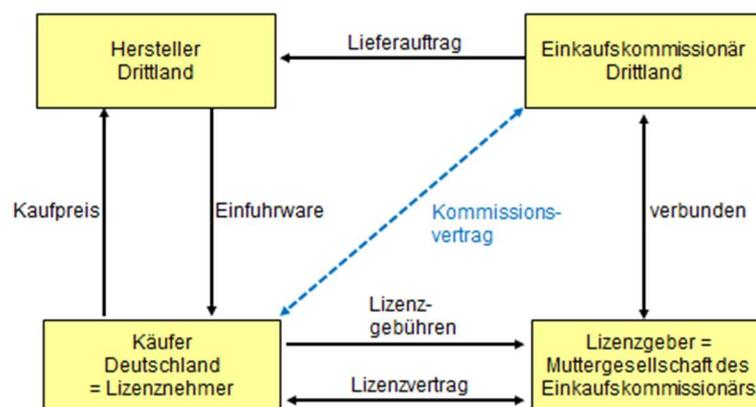 Hersteller
Drittland
Lieferauftrag
Einkaufskommissionär
Drittland
Kaufpreis
Einfuhrware
Kommissions-
vertrag
verbunden
Käufer
Deutschland
= Lizenznehmer
Lizenz-
gebühren
Lizenzvertrag
Lizenzgeber =
Muttergesellschaft des
Einkaufskommissionärs